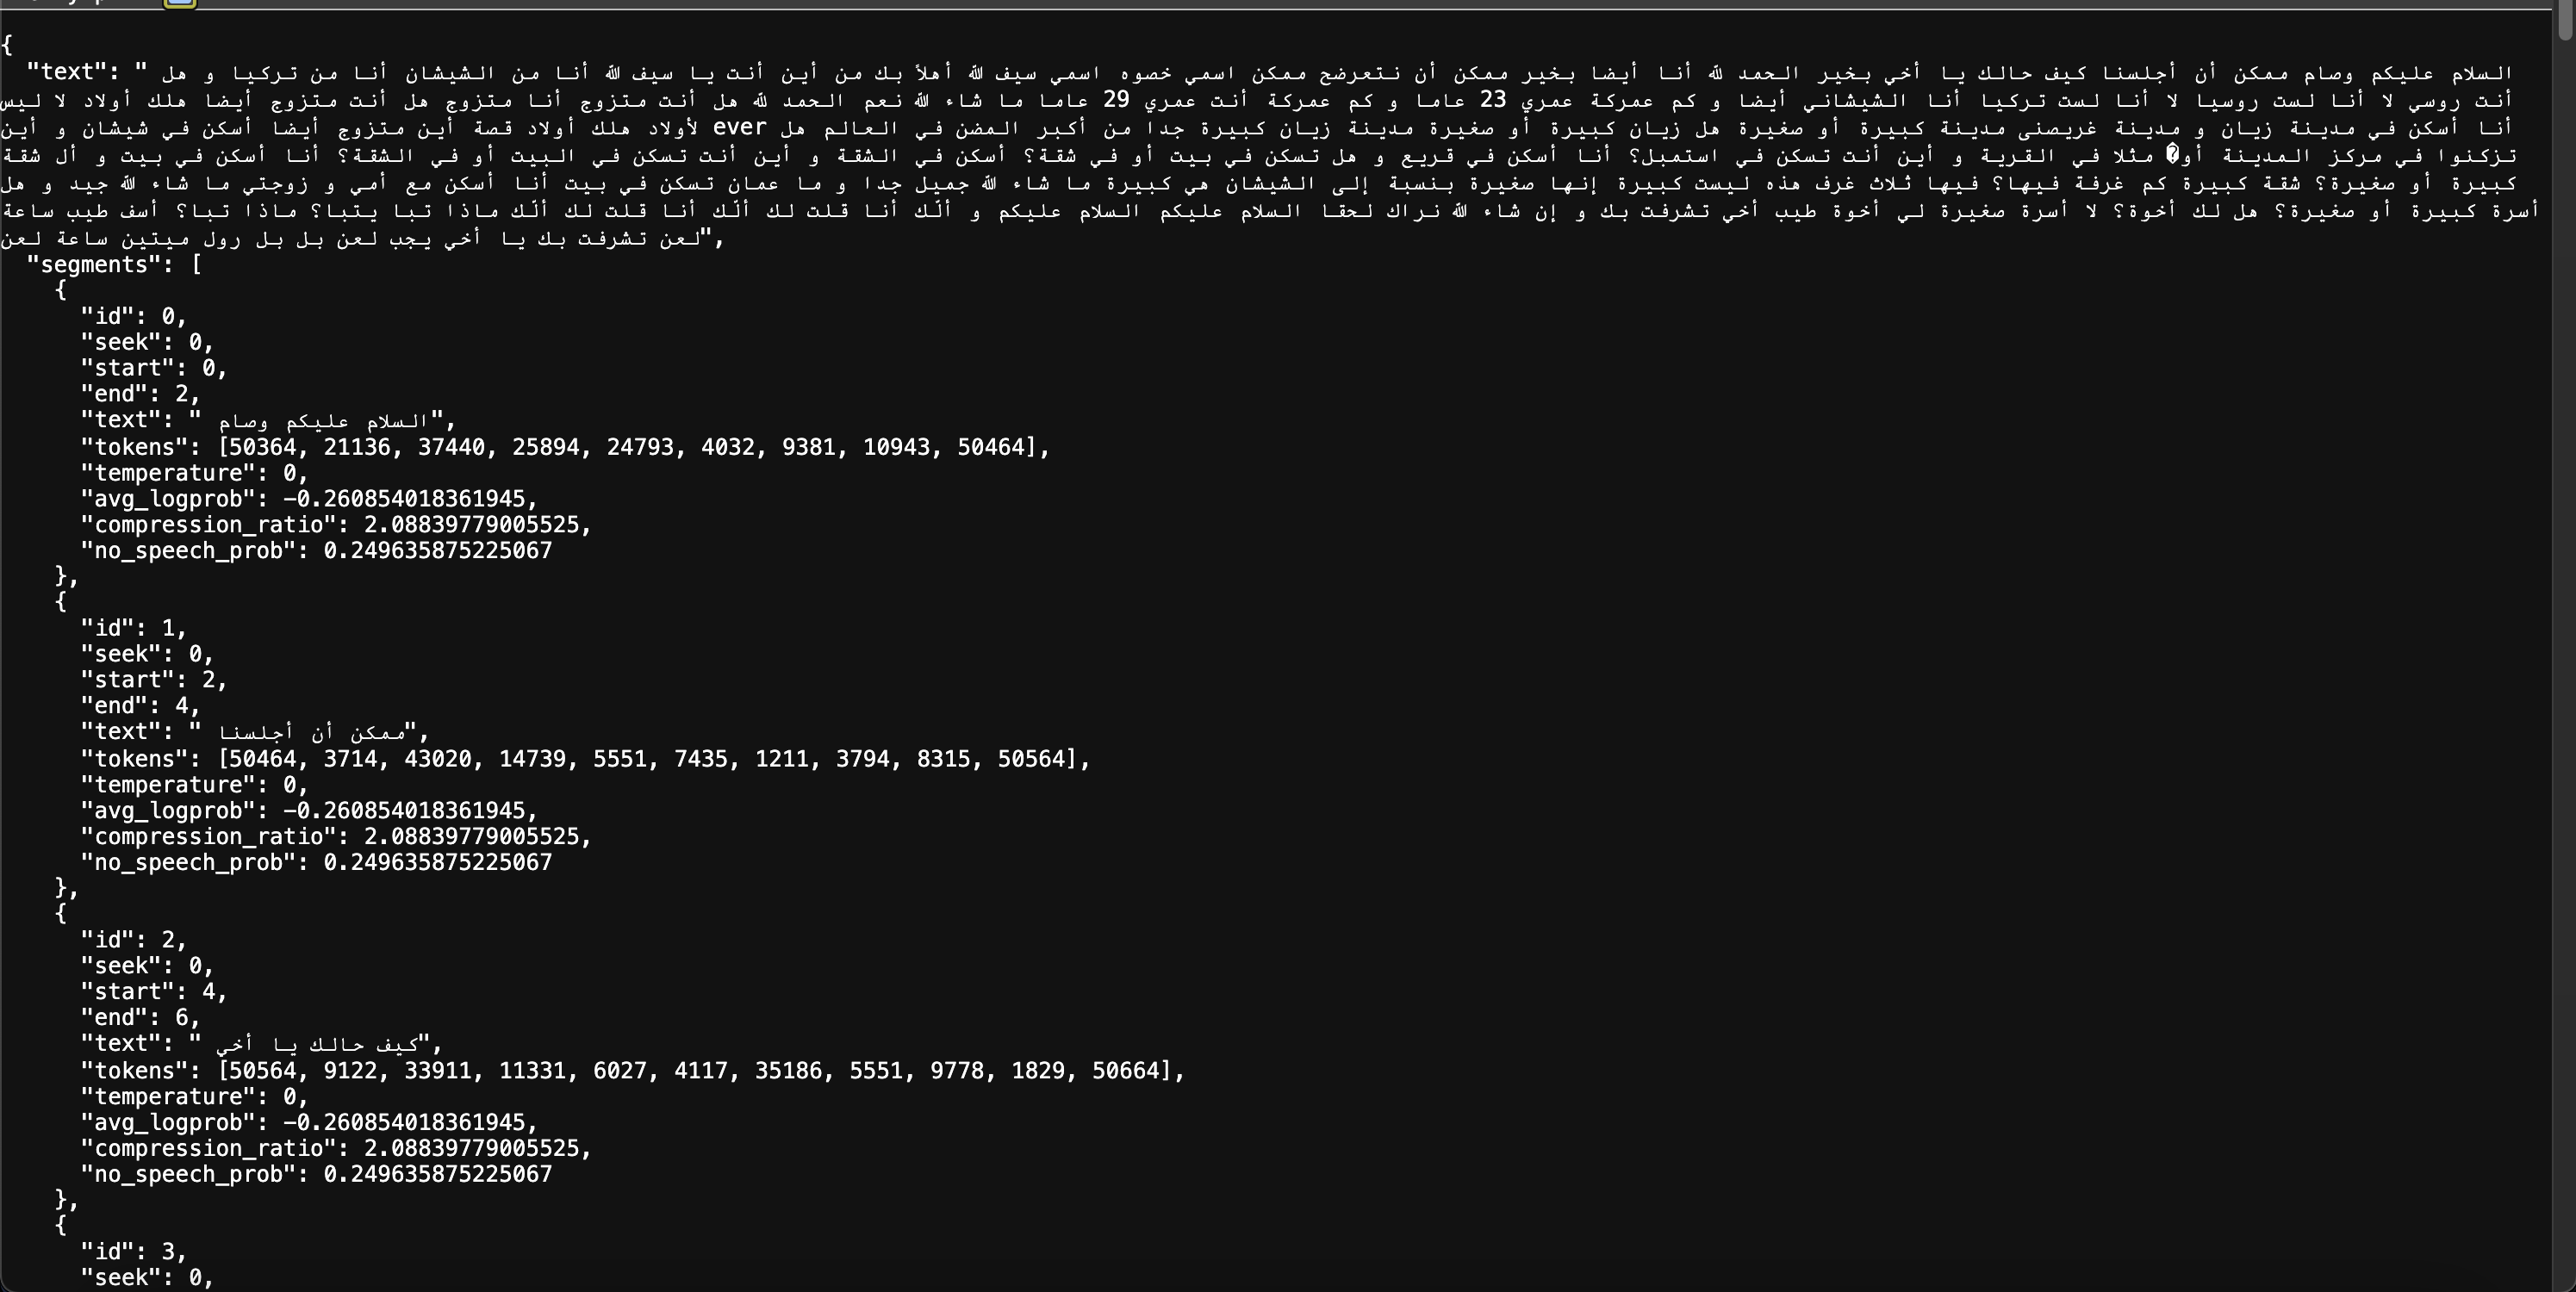 {
"text": " السلام عليكم وصام ممكن أن أجلسنا كيف حالك يا أخي بخير الحمد لله أنا أيضا بخير ممكن أن نتعرضح ممكن اسمي خصوه اسمي سيف الله أهلاً بك من أين أنت يا سيف الله أنا من الشيشان أنا من تركيا و هل
أنت روسي لا أنا لست روسيا لا أنا لست تركيا أنا الشيشاني أيضا و كم عمركة عمري 23 عاما و كم عمركة أنت عمري 29 عاما ما شاء الله نعم الحمد لله هل أنت متزوج أنا متزوج هل أنت متزوج أيضا هلك أولاد لا ليس
لأولاد هلك أولاد قصة أين متزوج أيضا أسكن في شيشان و أين ever أنا أسكن في مدينة زيان و مدينة غريصنى مدينة كبيرة أو صغيرة هل زيان كبيرة أو صغيرة مدينة زيان كبيرة جدا من أكبر المضن في العالم هل
تزكنوا في مركز المدينة أو� مثلا في القرية و أين أنت تسكن في استمبل؟ أنا أسكن في قريع و هل تسكن في بيت أو في شقة؟ أسكن في الشقة و أين أنت تسكن في البيت أو في الشقة؟ أنا أسكن في بيت و أل شقة
كبيرة أو صغيرة؟ شقة كبيرة كم غرفة فيها؟ فيها ثلاث غرف هذه ليست كبيرة إنها صغيرة بنسبة إلى الشيشان هي كبيرة ما شاء الله جميل جدا و ما عمان تسكن في بيت أنا أسكن مع أمي و زوجتي ما شاء الله جيد و هل
أسرة كبيرة أو صغيرة؟ هل لك أخوة؟ لا أسرة صغيرة لي أخوة طيب أخي تشرفت بك و إن شاء الله نراك لحقا السلام عليكم السلام عليكم و ألّك أنا قلت لك ألّك أنا قلت لك ألّك ماذا تبا يتبا؟ ماذا تبا؟ أسف طيب ساعة
لعن تشرفت بك يا أخي يجب لعن بل بل رول ميتين ساعة لعن",
"segments": [
{
"id": 0,
"seek": 0,
"start": 0,
"end": 2,
"text": " السلام عليكم وصام",
"tokens": [50364, 21136, 37440, 25894, 24793, 4032, 9381, 10943, 50464],
"temperature": 0,
"avg_logprob": -0.260854018361945,
"compression_ratio": 2.08839779005525,
"no_speech_prob": 0.249635875225067
},
{
"id": 1,
"seek": 0,
"start": 2,
"end": 4,
"text": " ممكن أن أجلسنا",
"tokens": [50464, 3714, 43020, 14739, 5551, 7435, 1211, 3794, 8315, 50564],
"temperature": 0,
"avg_logprob": -0.260854018361945,
"compression_ratio": 2.08839779005525,
"no_speech_prob": 0.249635875225067
},
{
"id": 2,
"seek": 0,
"start": 4,
"end": 6,
"text": " كيف حالك يا أخي",
"tokens": [50564, 9122, 33911, 11331, 6027, 4117, 35186, 5551, 9778, 1829, 50664],
"temperature": 0,
"avg_logprob": -0.260854018361945,
"compression_ratio": 2.08839779005525,
"no_speech_prob": 0.249635875225067
},
{
"id": 3,
"seek": 0,